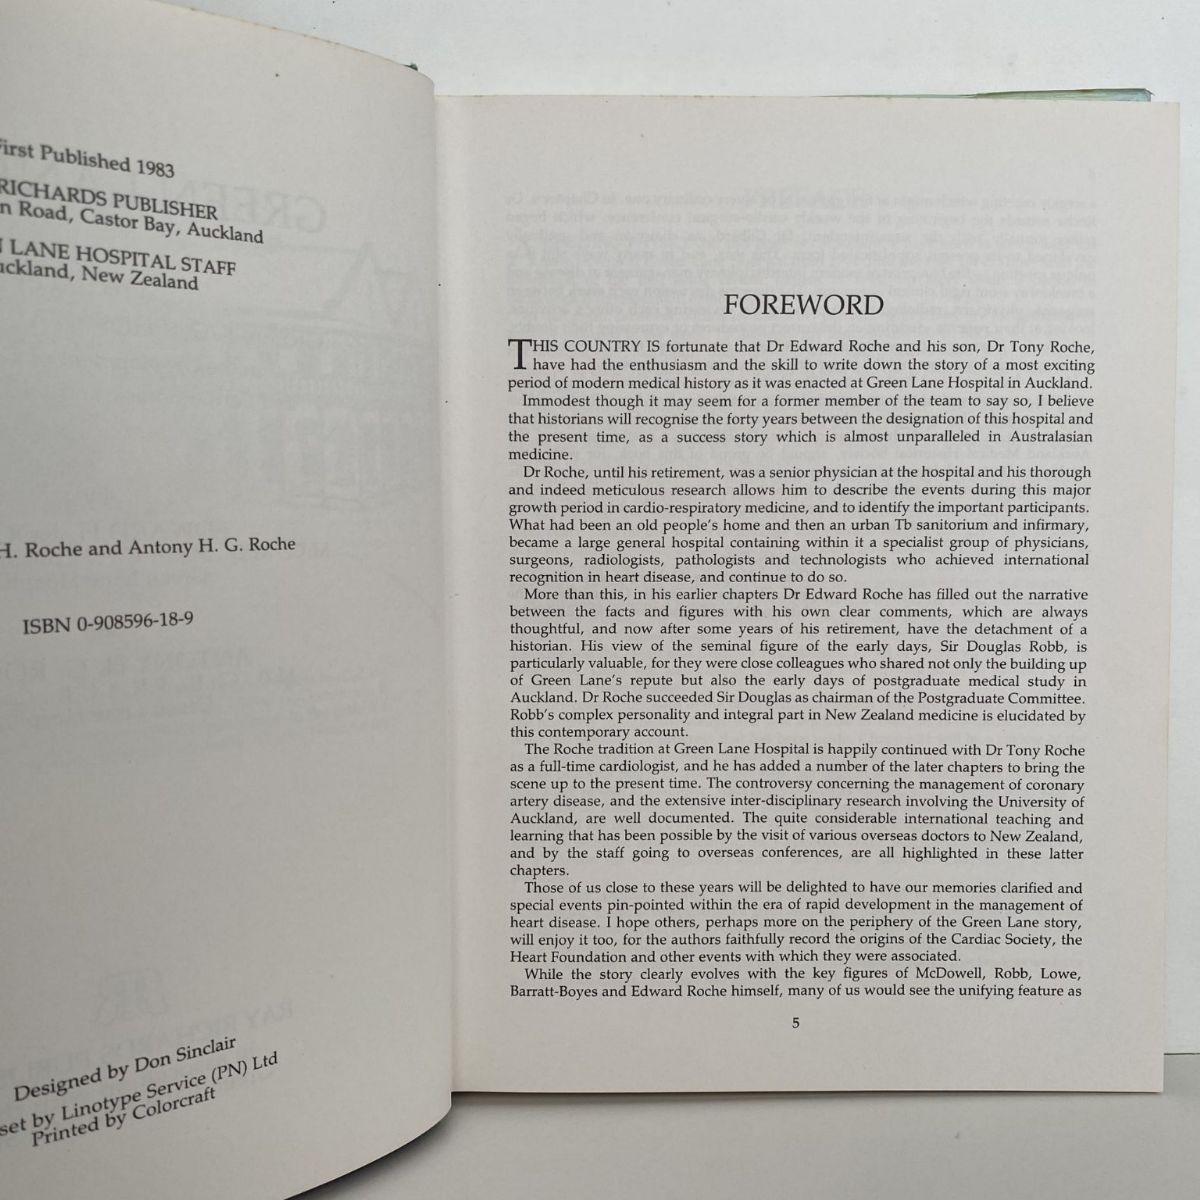 First Published 1983
RICHARDS PUBLISHER
Road, Castor Bay, Auckland
LANE HOSPITAL STAFF
Auckland, New Zealand
H. Roche and Antony H. G. Roche
ISBN 0-908596-18-9
Designed by Don Sinclair
set by Linotype Service (PN) Ltd
Printed by Colorcraft
FOREWORD
THIS COUNTRY IS fortunate that Dr Edward Roche and his son, Dr Tony Roche,
have had the enthusiasm and the skill to write down the story of a most exciting
period of modern medical history as it was enacted at Green Lane Hospital in Auckland.
Immodest though it may seem for a former member of the team to say so, I believe
that historians will recognise the forty years between the designation of this hospital and
the present time, as a success story which is almost unparalleled in Australasian
medicine.
Dr Roche, until his retirement, was a senior physician at the hospital and his thorough
and indeed meticulous research allows him to describe the events during this major
growth period in cardio-respiratory medicine, and to identify the important participants.
What had been an old people's home and then an urban Tb sanitorium and infirmary,
became a large general hospital containing within it a specialist group of physicians,
surgeons, radiologists, pathologists and technologists who achieved international
recognition in heart disease, and continue to do so.
More than this, in his earlier chapters Dr Edward Roche has filled out the narrative
between the facts and figures with his own clear comments, which are always
thoughtful, and now after some years of his retirement, have the detachment of a
historian. His view of the seminal figure of the early days, Sir Douglas Robb, is
particularly valuable, for they were close colleagues who shared not only the building up
of Green Lane's repute but also the early days of postgraduate medical study in
Auckland. Dr Roche succeeded Sir Douglas as chairman of the Postgraduate Committee.
Robb's complex personality and integral part in New Zealand medicine is elucidated by
this contemporary account.
The Roche tradition at Green Lane Hospital is happily continued with Dr Tony Roche
as a full-time cardiologist, and he has added a number of the later chapters to bring the
scene up to the present time. The controversy concerning the management of coronary
artery disease, and the extensive inter-disciplinary research involving the University of
Auckland, are well documented. The quite considerable international teaching and
learning that has been possible by the visit of various overseas doctors to New Zealand,
and by the staff going to overseas conferences, are all highlighted in these latter
chapters.
Those of us close to these years will be delighted to have our memories clarified and
special events pin-pointed within the era of rapid development in the management of
heart disease. I hope others, perhaps more on the periphery of the Green Lane story,
will enjoy it too, for the authors faithfully record the origins of the Cardiac Society, the
Heart Foundation and other events with which they were associated.
While the story clearly evolves with the key figures of McDowell, Robb, Lowe,
Barratt-Boyes and Edward Roche himself, many of us would see the unifying feature as
5